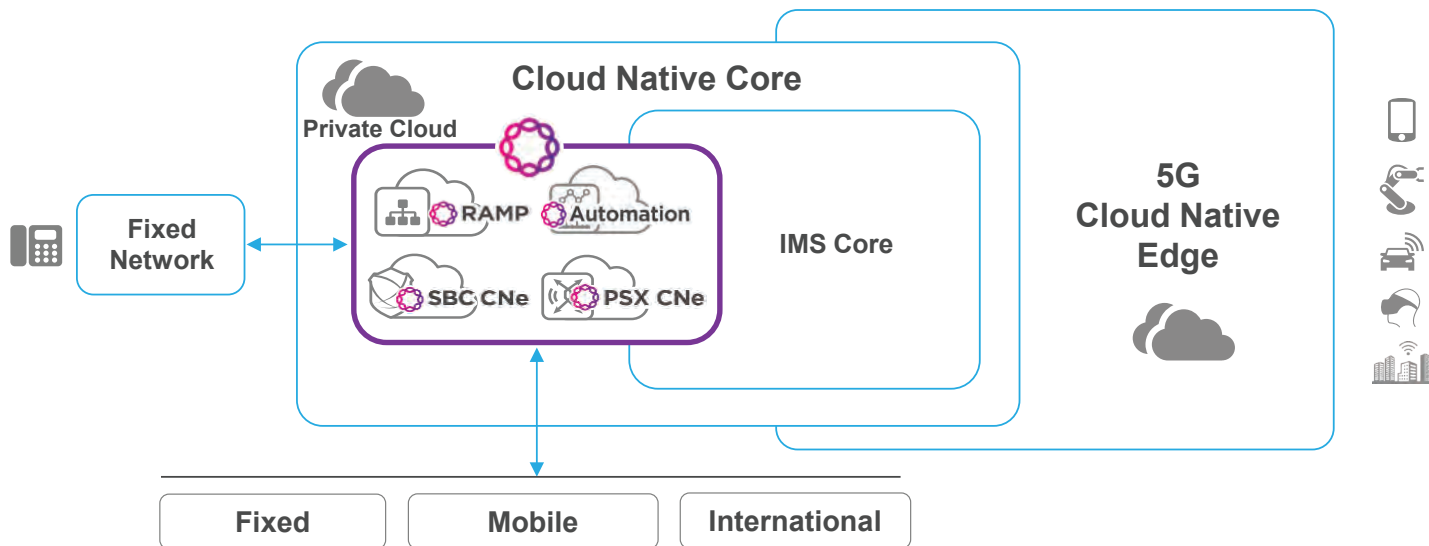 Cloud Native Core
Private Cloud
RAMP
Automation
SBC CNe
PSX CNe
IMS Core
5G
Cloud Native
Edge
Fixed
Network
Fixed
Mobile
International